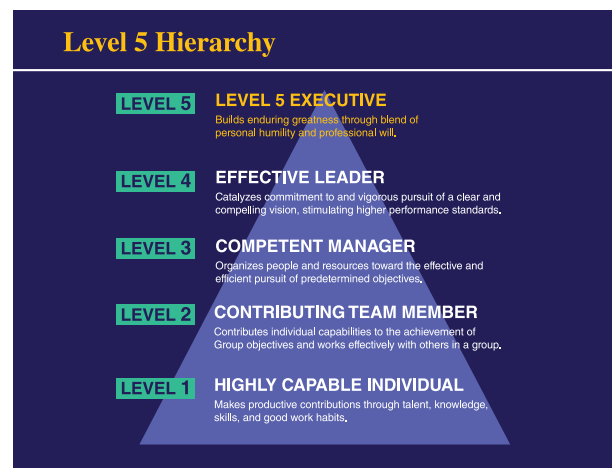 Level 5 Hierarchy
LEVEL 5
LEVEL 5 EXECUTIVE
Builds enduring greatness through blend of
personal humility and professional will.
LEVEL 4
EFFECTIVE LEADER
Catalyzes commitment to and vigorous pursuit of a clear and
compelling vision, stimulating higher performance standards.
LEVEL 3
COMPETENT MANAGER
Organizes people and resources toward the effective and
efficient pursuit of predetermined objectives.
LEVEL 2
CONTRIBUTING TEAM MEMBER
Contributes individual capabilities to the achievement of
Group objectives and works effectively with others in a group.
LEVEL 1
HIGHLY CAPABLE INDIVIDUAL
Makes productive contributions through talent, knowledge,
skills, and good work habits.